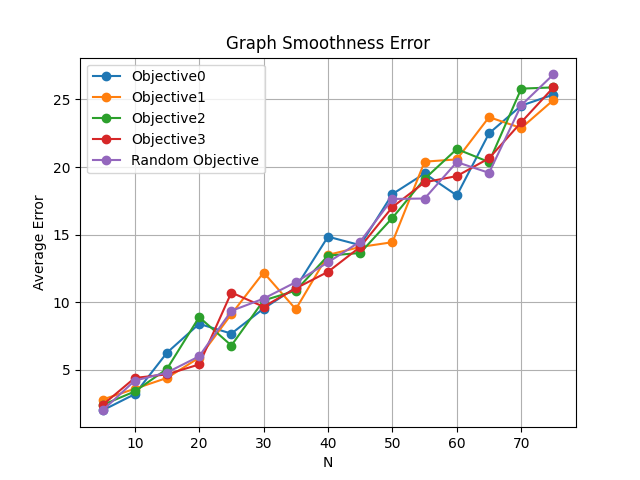 Graph Smoothness Error
Objective0
Objective1
Objective2
Objective3
Random Objective
Average Error
25
20
15
10
5
10 20 30 40 50 60 70
N